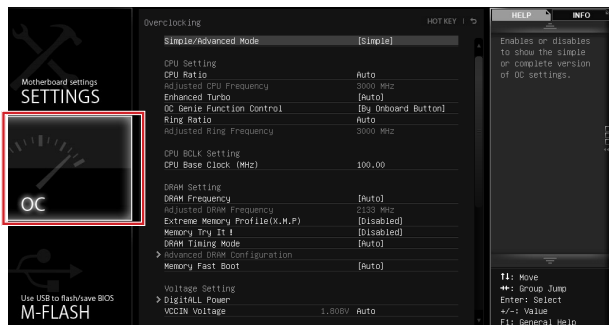 Motherboard settings
SETTINGS
OC
Use USB to flash/save BIOS
M-FLASH
Overclocking
HOT KEY |
Simple/Advanced Mode [Simple]
CPU Setting
CPU Ratio Auto
Adjusted CPU Frequency 3000 MHz
Enhanced Turbo [Auto]
OC Genie Function Control [By Onboard Button]
Ring Ratio Auto
Adjusted Ring Frequency 3000 MHz
CPU BCLK Setting
CPU Base Clock (MHz) 100.00
DRAM Setting
DRAM Frequency [Auto]
Adjusted DRAM Frequency 2133 MHz
Extreme Memory Profile(X.M.P) [Disabled]
Memory Try It ! [Disabled]
DRAM Timing Mode [Auto]
> Advanced DRAM Configuration
Memory Fast Boot [Auto]
Voltage Setting
> DigitALL Power
VCCIN Voltage 1.808V Auto
HELP
INFO
Enables or disables
to show the simple
or complete version
of OC settings.
↑↓: Move
→←: Group Jump
Enter: Select
+/-: Value
F1: General Help